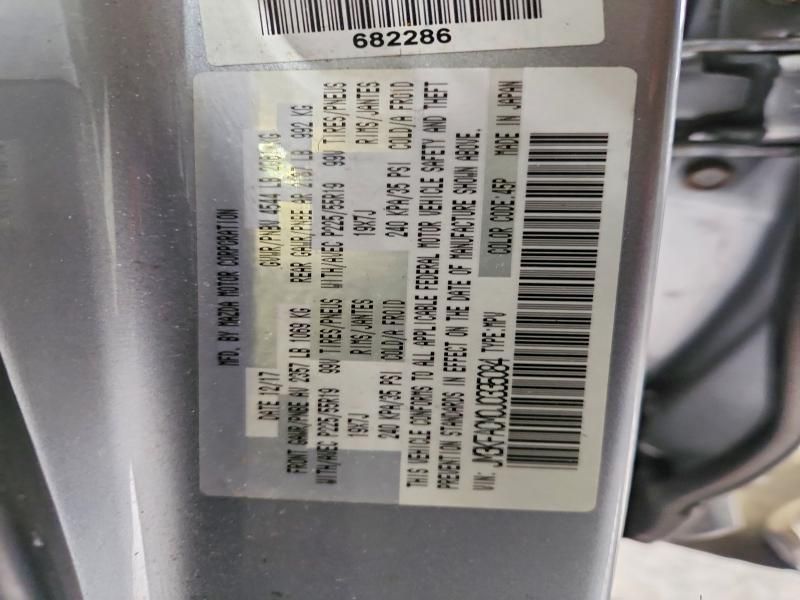 682286
MFD. BY MAZDA MOTOR CORPORATION
DATE 12/17 GVWR/PNBV 4544 LB
FRONT GAWR/PNBE AV 2357 LB 1069 KG REAR GAWR/PNBE AR 2187 LB 992 KG
WITH/AVEC P225/55R19 99V TIRES/PNEUS WITH/AVEC P225/55R19 99V TIRES/PNEUS
19X7J RIMS/JANTES 19X7J RIMS/JANTES
240 KPA/35 PSI COLD/A FROID 240 KPA/35 PSI COLD/A FROID
THIS VEHICLE CONFORMS TO ALL APPLICABLE FEDERAL MOTOR VEHICLE SAFETY AND THEFT
PREVENTION STANDARDS IN EFFECT ON THE DATE OF MANUFACTURE SHOWN ABOVE.
VIN: TYPE:MPV COLOR CODE:45P MADE IN JAPAN